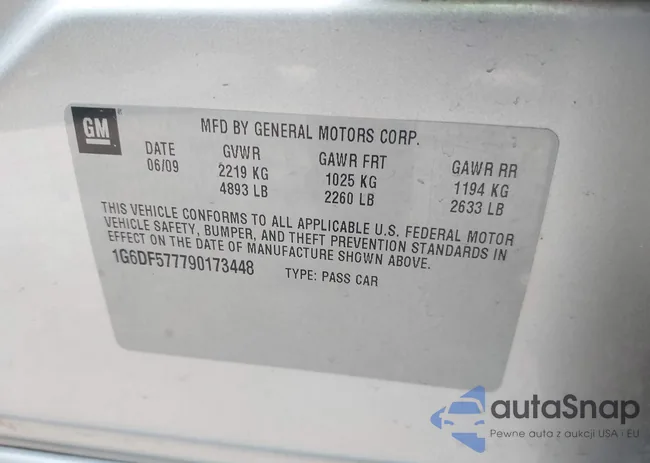 GM
MFD BY GENERAL MOTORS CORP.
DATE GVWR GAWR FRT GAWR RR
06/09 2219 KG 1025 KG 1194 KG
4893 LB 2260 LB 2633 LB
THIS VEHICLE CONFORMS TO ALL APPLICABLE U.S. FEDERAL MOTOR
VEHICLE SAFETY, BUMPER, AND THEFT PREVENTION STANDARDS IN
EFFECT ON THE DATE OF MANUFACTURE SHOWN ABOVE.
1G6DF577790173448 TYPE: PASS CAR
autaSnap
Pewne auta z aukcji USA i EU